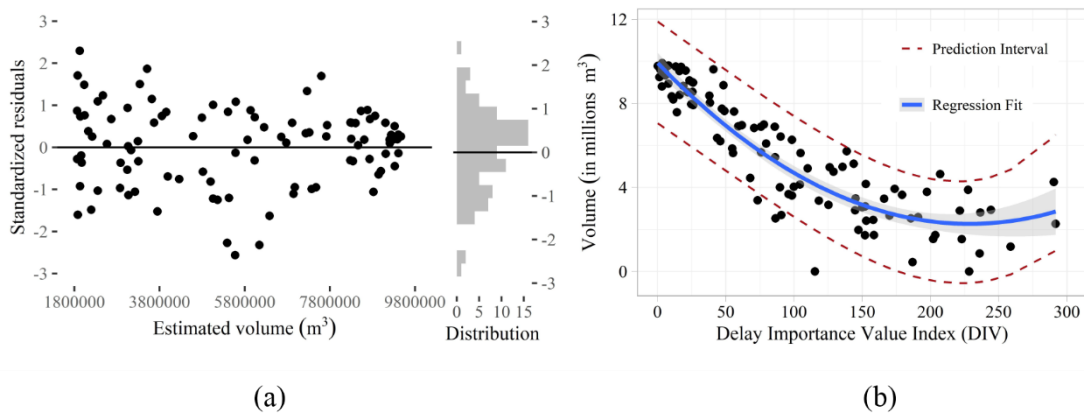 3
2
1
0
-1
-2
-3
Standardized residuals
1800000 3800000 5800000 7800000 9800000
Estimated volume (m³)
3
2
1
0
-1
-2
-3
0 5 10 15
Distribution
(a)
12
8
4
0
Volume (in millions m³)
Prediction Interval
Regression Fit
0 50 100 150 200 250 300
Delay Importance Value Index (DIV)
(b)